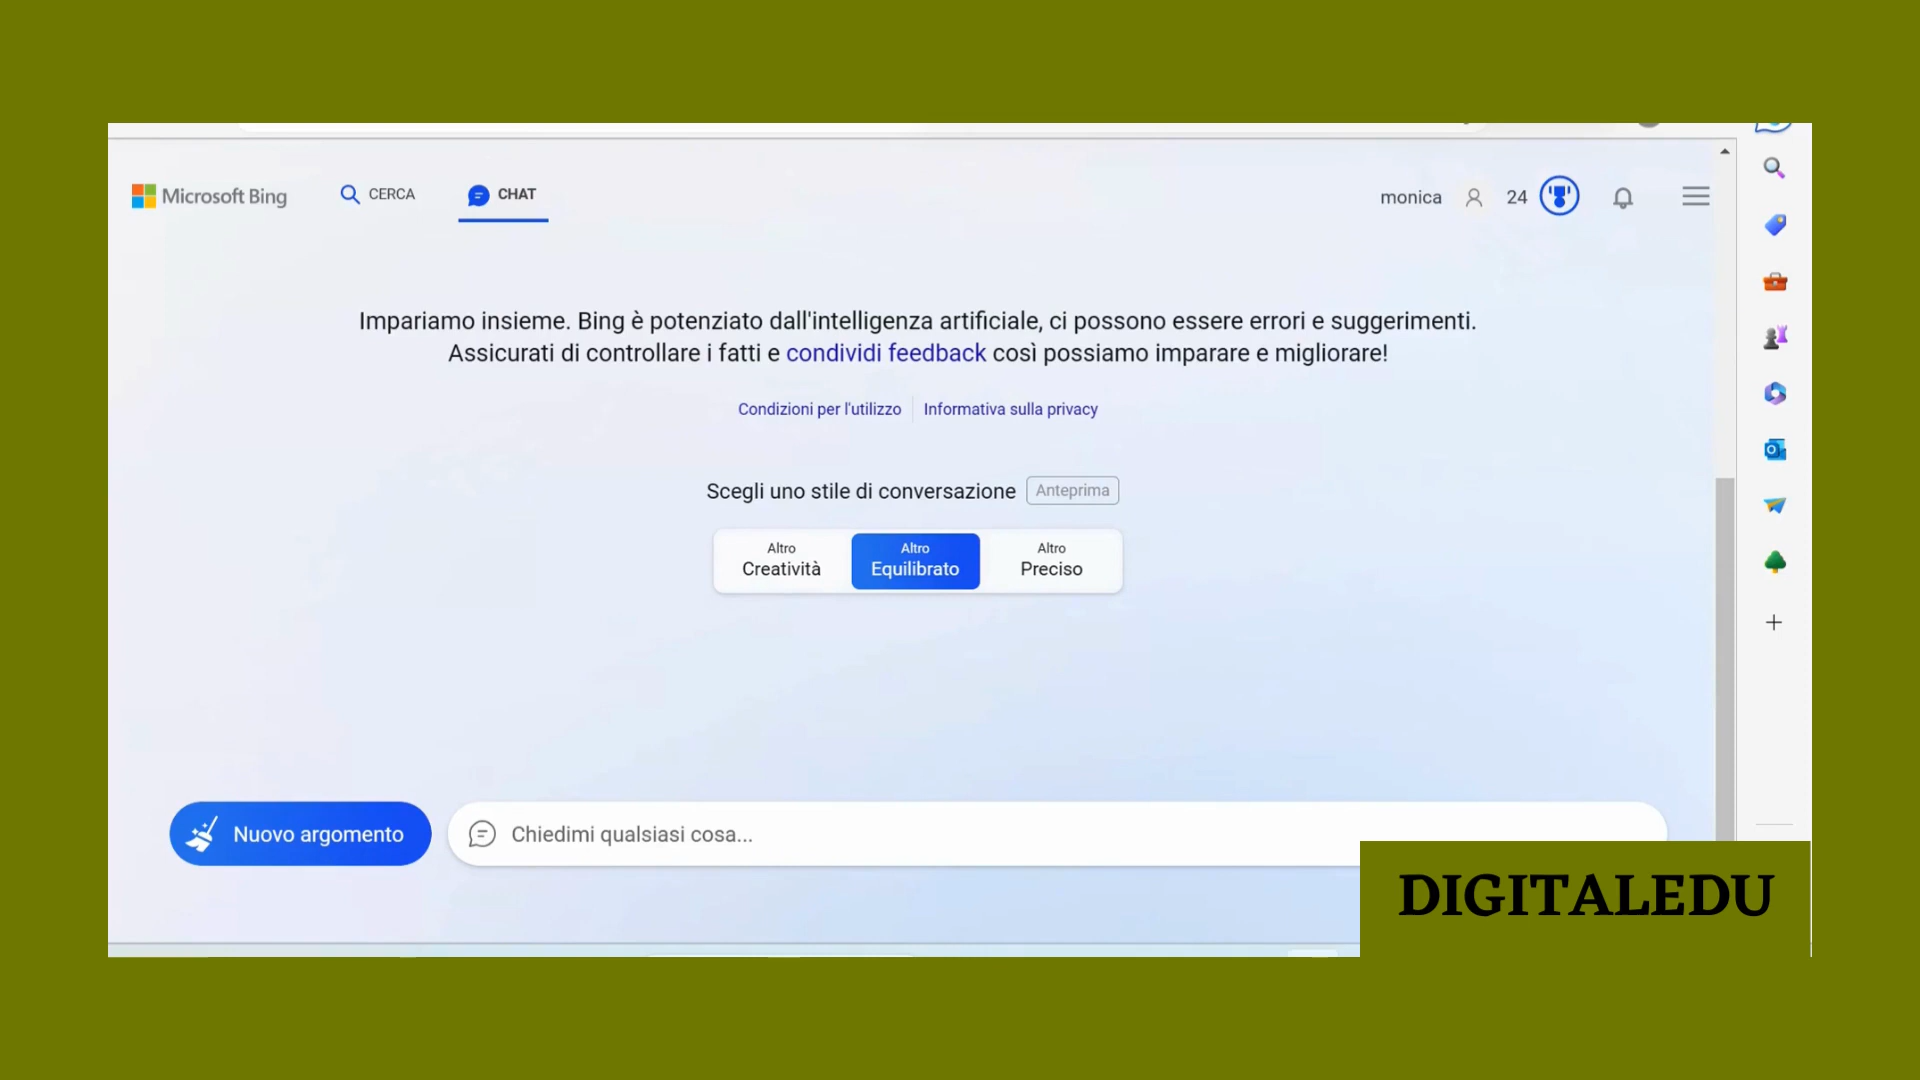 Microsoft Bing
CERCA
CHAT
monica
24
Impariamo insieme. Bing è potenziato dall'intelligenza artificiale, ci possono essere errori e suggerimenti.
Assicurati di controllare i fatti e condividi feedback così possiamo imparare e migliorare!
Condizioni per l'utilizzo
Informativa sulla privacy
Scegli uno stile di conversazione
Anteprima
Altro
Creatività
Altro
Equilibrato
Altro
Preciso
Nuovo argomento
Chiedimi qualsiasi cosa...
DIGITALEDU